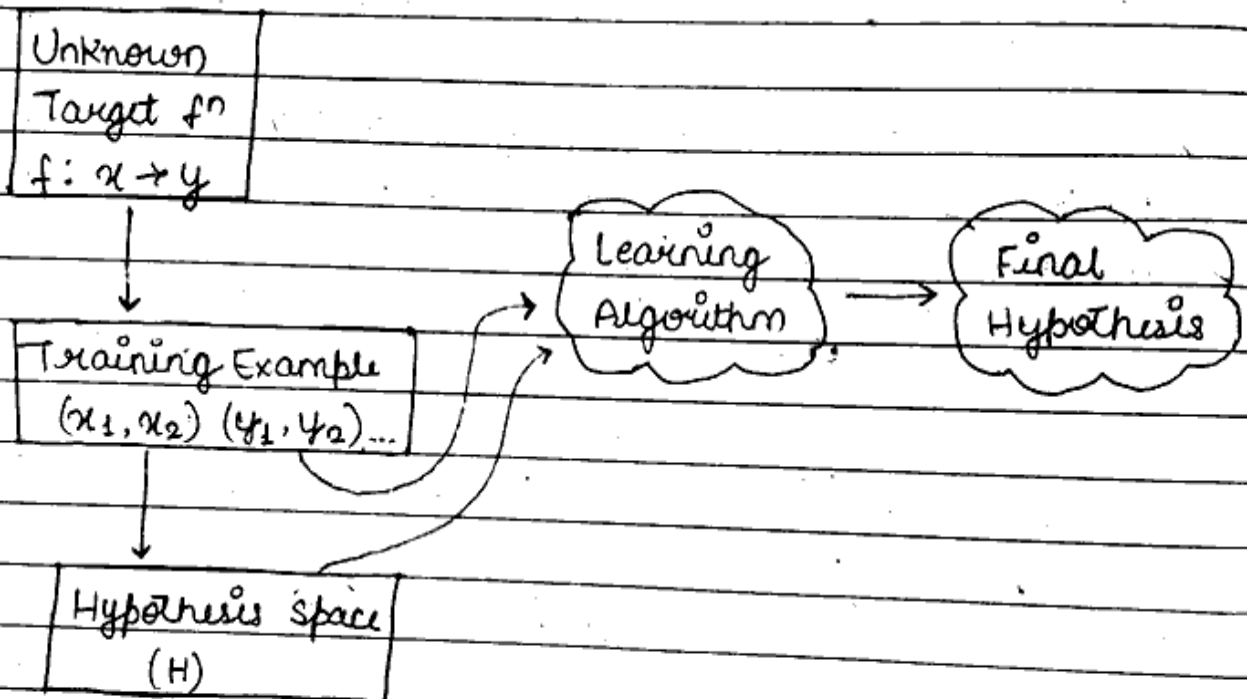 Unknown
Target fⁿ
f: x → y
Training Example
(x₁, x₂) (y₁, y₂)...
Hypothesis space
(H)
Learning
Algorithm
Final
Hypothesis